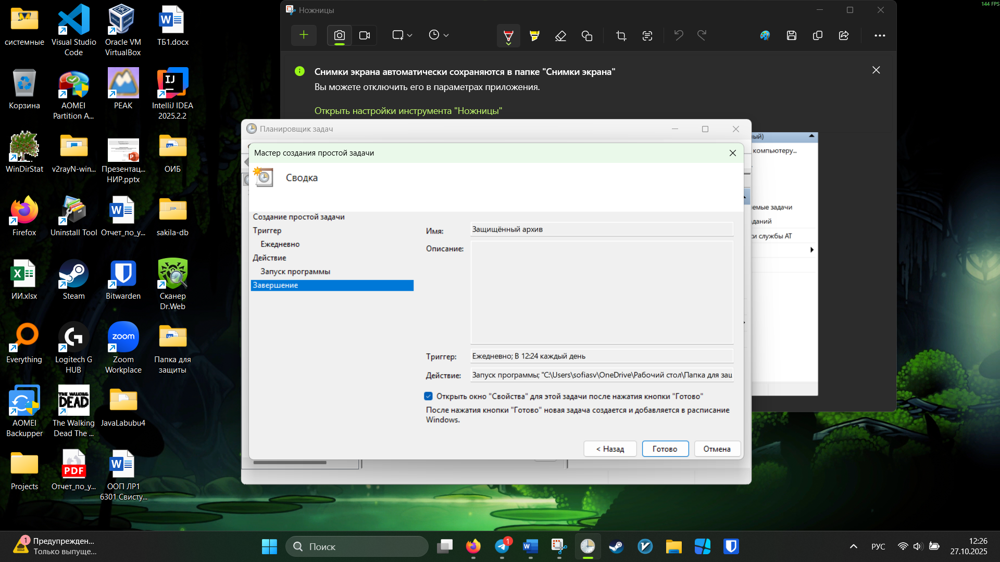 144 FPS
системные
Visual Studio
Code
Oracle VM
VirtualBox
ТБ1.docx
Корзина
AOMEI
Partition A...
PEAK
IntelliJ IDEA
2025.2.2
WinDirStat
v2rayN-win...
Презентац...
НИР.pptx
ОИБ
Firefox
Uninstall Tool
Отчет_по_у...
sakila-db
ИИ.xlsx
Steam
Bitwarden
Сканер
Dr.Web
Everything
Logitech G
HUB
zoom
Zoom
Workplace
Папка для
защиты
AOMEI
Backupper
THE WALKING
DEAD
The Walking
Dead The ...
JavaLabubu4
Projects
PDF
Отчет_по_у...
ООП ЛР1
6301 Свисту...
Ножницы
Снимки экрана автоматически сохраняются в папке "Снимки экрана"
Вы можете отключить его в параметрах приложения.
Открыть настройки инструмента "Ножницы"
Планировщик задач
ый)
компьютеру...
емые задачи
даний
и службы AT
Мастер создания простой задачи
Сводка
Создание простой задачи
Триггер
Ежедневно
Действие
Запуск программы
Завершение
Имя:
Защищённый архив
Описание:
Триггер:
Ежедневно; В 12:24 каждый день
Действие:
Запуск программы; "C:\Users\sofiasv\OneDrive\Рабочий стол\Папка для защ
Открыть окно "Свойства" для этой задачи после нажатия кнопки "Готово"
После нажатия кнопки "Готово" новая задача создается и добавляется в расписание
Windows.
< Назад
Готово
Отмена
1
Предупрежден...
Только выпуще...
Поиск
1
РУС
12:26
27.10.2025